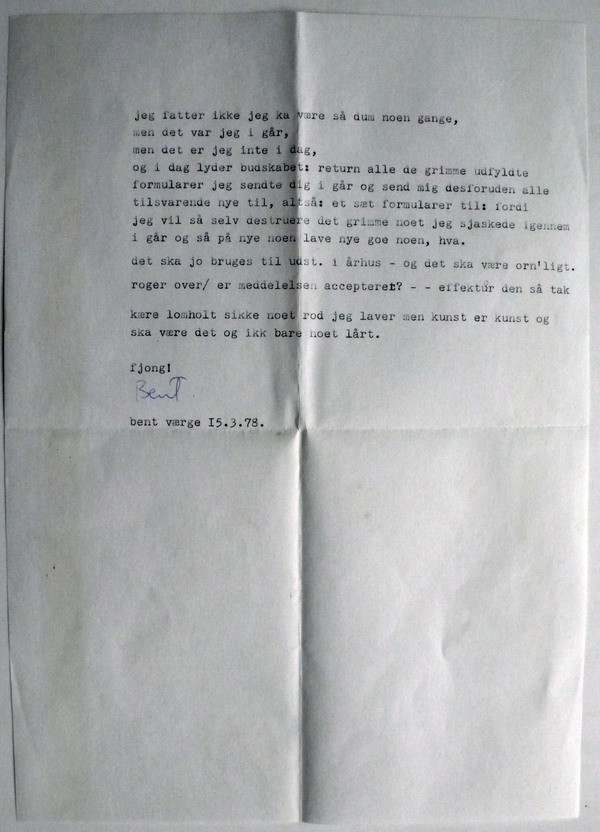 jeg fatter ikke jeg ka være så dum noen gange,
men det var jeg i går,
men det er jeg inte i dag,
og i dag lyder budskabet: return alle de grimme udfyldte
formularer jeg sendte dig i går og send mig desforuden alle
tilsvarende nye til, altså: et sæt formularer til: fordi
jeg vil så selv destruere det grimme noet jeg sjaskede igennem
i går og så på nye noen lave nye goe noen, hva.
det ska jo bruges til udst. i århus - og det ska være orn'ligt.
roger over/ er meddelelsen accepteret? - - effektur den så tak
kære lomholt sikke noet rod jeg laver men kunst er kunst og
ska være det og ikk bare noet lårt.
fjong!
Bent.
bent værge I5.3.78.